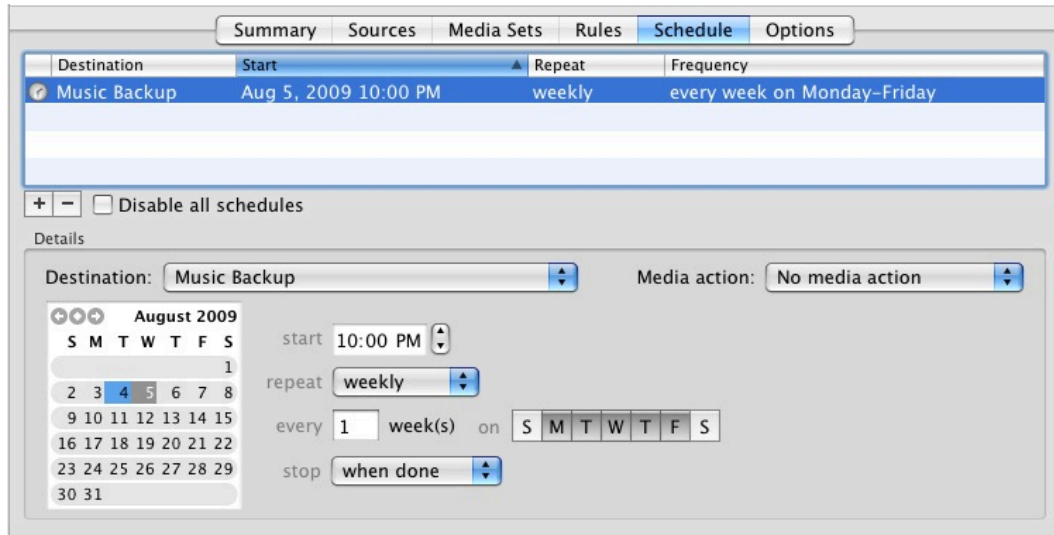 Summary Sources Media Sets Rules Schedule Options
Destination Start Repeat Frequency
Music Backup Aug 5, 2009 10:00 PM weekly every week on Monday–Friday
+ − Disable all schedules
Details
Destination: Music Backup Media action: No media action
August 2009
S M T W T F S
1
2 3 4 5 6 7 8
9 10 11 12 13 14 15
16 17 18 19 20 21 22
23 24 25 26 27 28 29
30 31
start 10:00 PM
repeat weekly
every 1 week(s) on S M T W T F S
stop when done